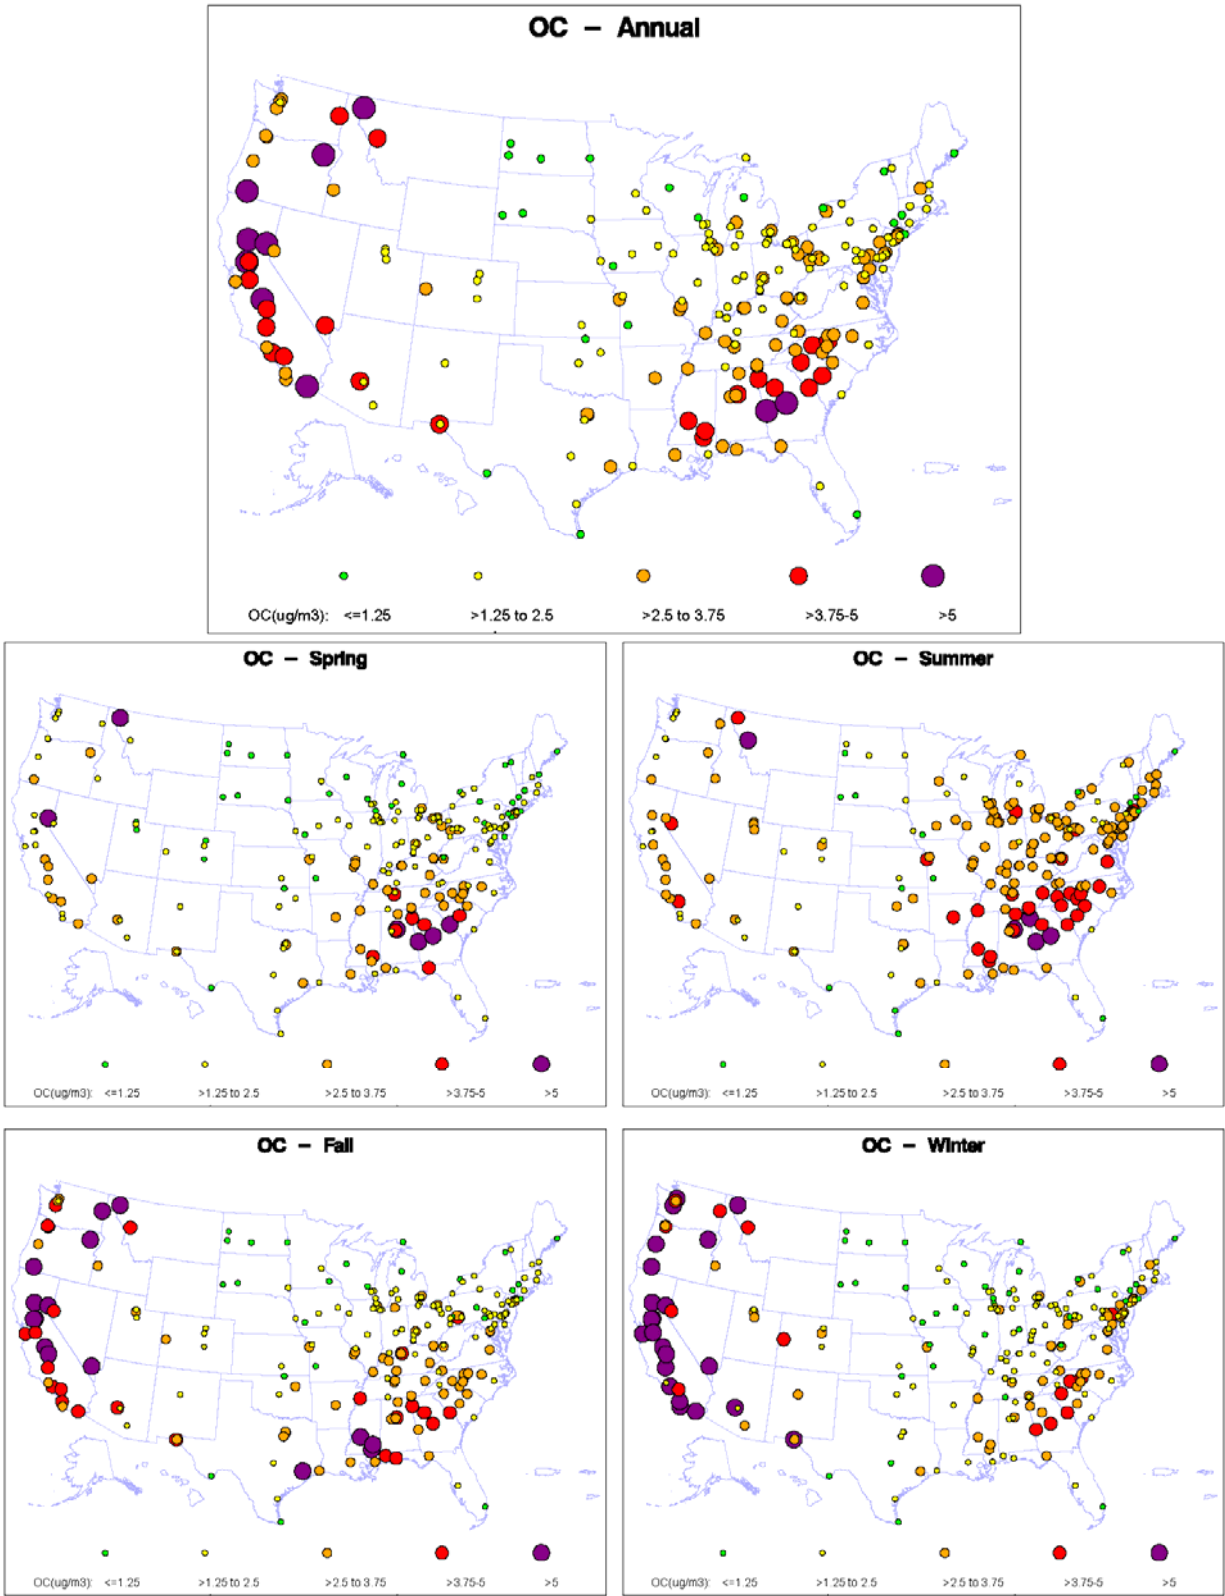 OC – Annual
OC(ug/m3): <=1.25 >1.25 to 2.5 >2.5 to 3.75 >3.75-5 >5
OC – Spring
OC(ug/m3): <=1.25 >1.25 to 2.5 >2.5 to 3.75 >3.75-5 >5
OC – Summer
OC(ug/m3): <=1.25 >1.25 to 2.5 >2.5 to 3.75 >3.75-5 >5
OC – Fall
OC(ug/m3): <=1.25 >1.25 to 2.5 >2.5 to 3.75 >3.75-5 >5
OC – Winter
OC(ug/m3): <=1.25 >1.25 to 2.5 >2.5 to 3.75 >3.75-5 >5